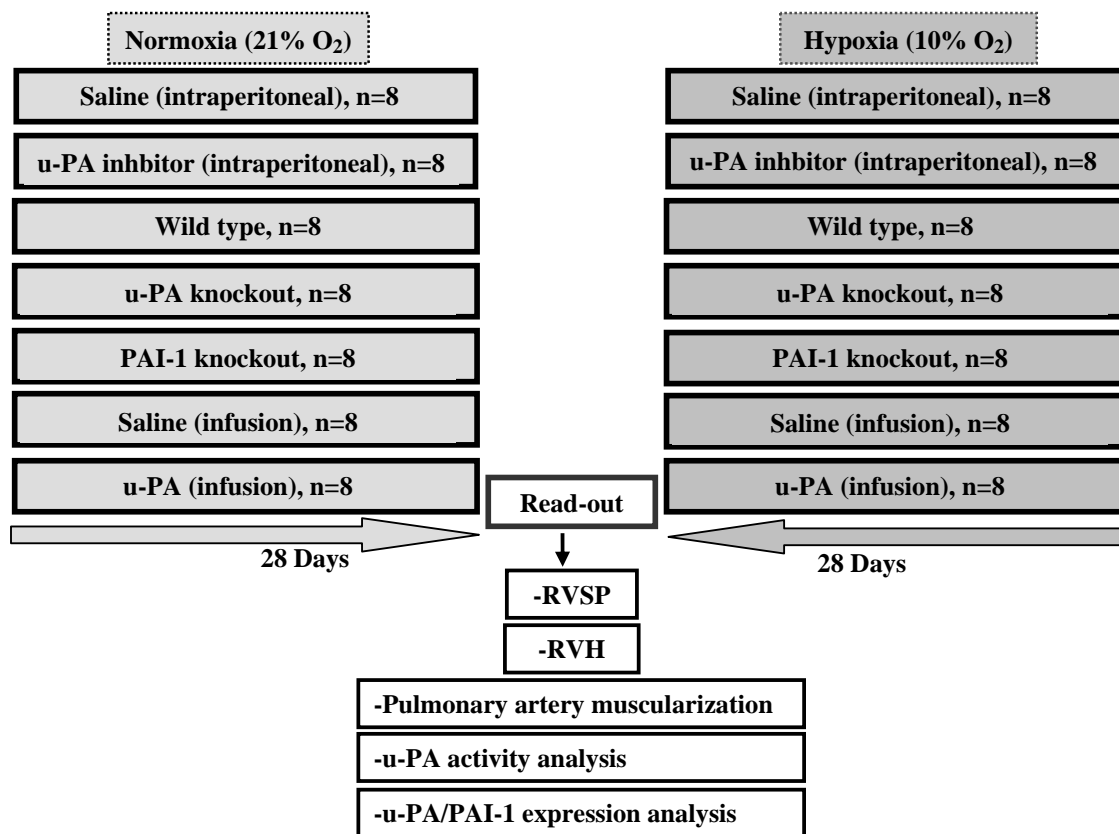 Normoxia (21% O₂)
Saline (intraperitoneal), n=8
u-PA inhbitor (intraperitoneal), n=8
Wild type, n=8
u-PA knockout, n=8
PAI-1 knockout, n=8
Saline (infusion), n=8
u-PA (infusion), n=8
28 Days
Hypoxia (10% O₂)
Saline (intraperitoneal), n=8
u-PA inhbitor (intraperitoneal), n=8
Wild type, n=8
u-PA knockout, n=8
PAI-1 knockout, n=8
Saline (infusion), n=8
u-PA (infusion), n=8
28 Days
Read-out
-RVSP
-RVH
-Pulmonary artery muscularization
-u-PA activity analysis
-u-PA/PAI-1 expression analysis